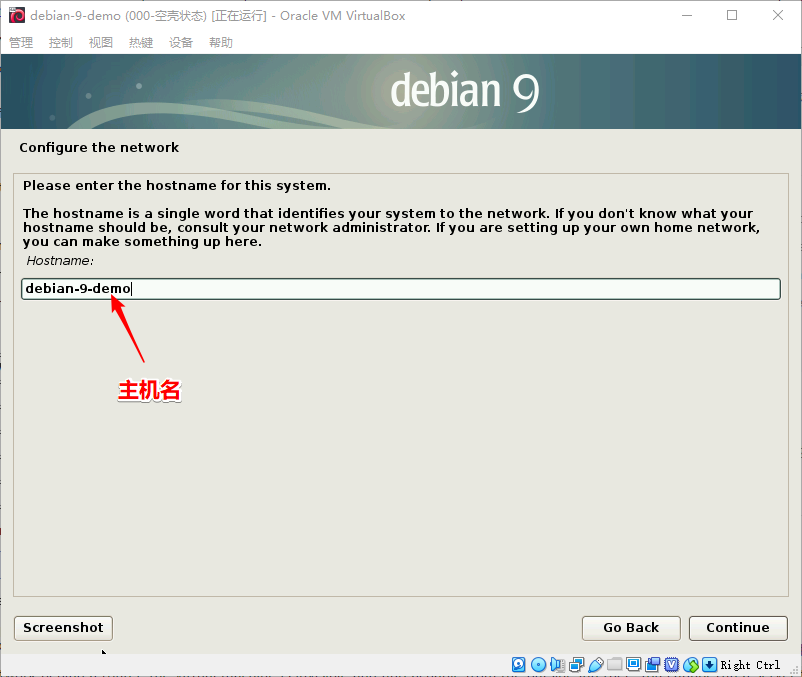 debian-9-demo (000-空壳状态) [正在运行] - Oracle VM VirtualBox
管理 控制 视图 热键 设备 帮助
debian 9
Configure the network
Please enter the hostname for this system.
The hostname is a single word that identifies your system to the network. If you don't know what your
hostname should be, consult your network administrator. If you are setting up your own home network,
you can make something up here.
Hostname:
debian-9-demo
主机名
Screenshot
Go Back
Continue
Right Ctrl